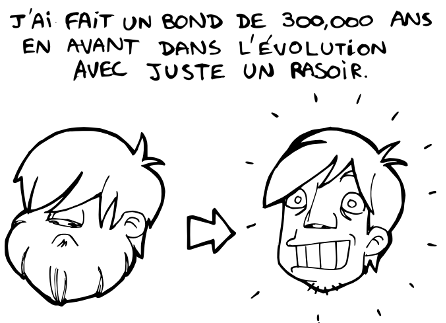 J'Ai FAIT UN BOND DE 300,000 ANS
EN AVANT DANS L'ÉVOLUTiON
AVEC JUSTE UN RASOIR.